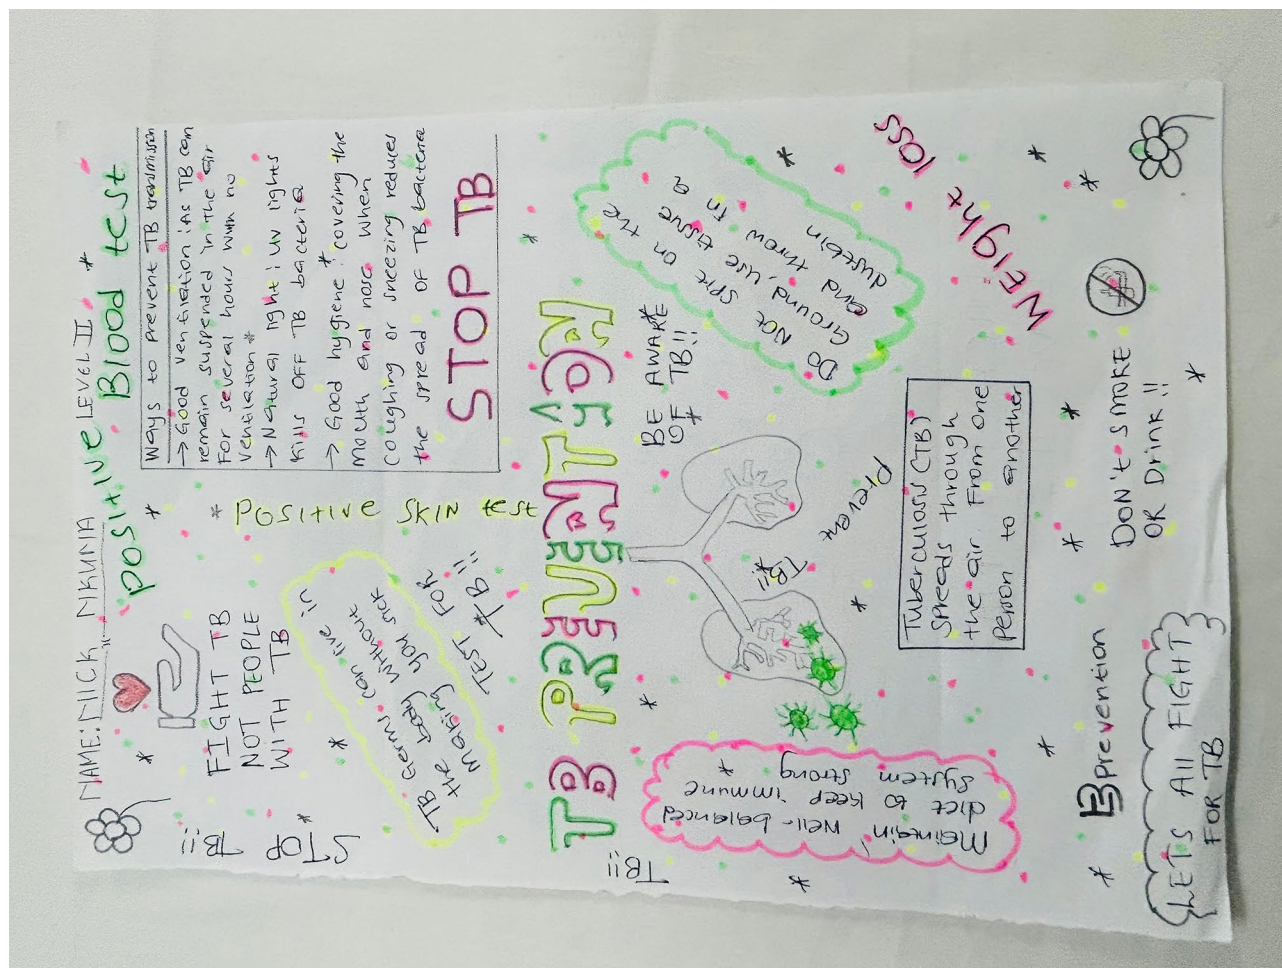 NAME: NICK NKUNA LEVEL II
positive Blood test *
Ways to prevent TB transmission
→ Good ventilation: As TB can
remain suspended in the air
For several hours with no
ventilation *
→ Natural light: UV lights
kills OFF TB bacteria
→ Good hygiene: covering the
Mouth and nose when
coughing or sneezing reduces
the spread of TB bacteria
STOP TB
FIGHT TB
NOT PEOPLE
WITH TB
* POSITIVE SKIN test
STOP TB!!
TB Germs can live in
the body without
Making you sick
TEST FOR
TB!!
TB PREVENTION
TB!!
BE AWARE
OF TB!!
Do NOT spit on the
Ground, use tissue
and throw in a
dustbin
Maintain well-balanced
diet to keep immune
system strong
Prevent
TB!!
WEIGHT loss
Tuberculosis (TB)
Spreads through
the air From one
Person to another
TB prevention
DON'T SMOKE
OR Drink !!
LETS All FIGHT
FOR TB